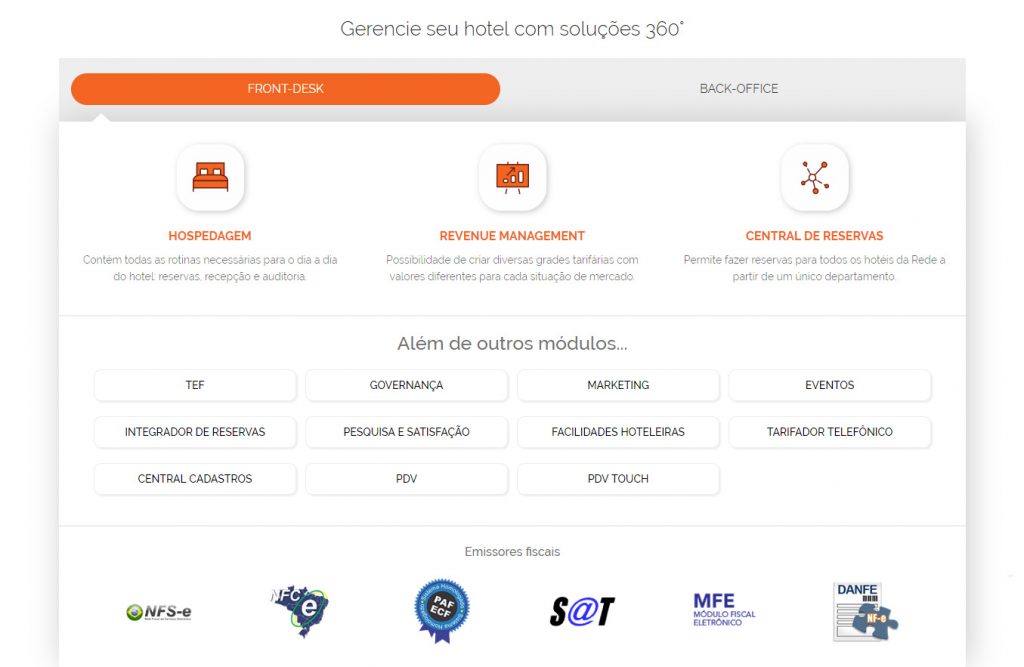 Gerencie seu hotel com soluções 360°
FRONT-DESK
BACK-OFFICE
HOSPEDAGEM
Contém todas as rotinas necessárias para o dia a dia
do hotel: reservas, recepção e auditoria.
REVENUE MANAGEMENT
Possibilidade de criar diversas grades tarifárias com
valores diferentes para cada situação de mercado.
CENTRAL DE RESERVAS
Permite fazer reservas para todos os hotéis da Rede a
partir de um único departamento.
Além de outros módulos...
TEF
GOVERNANÇA
MARKETING
EVENTOS
INTEGRADOR DE RESERVAS
PESQUISA E SATISFAÇÃO
FACILIDADES HOTELEIRAS
TARIFADOR TELEFÔNICO
CENTRAL CADASTROS
PDV
PDV TOUCH
Emissores fiscais
NFS-e
NFC
e
PAF
ECF
S@T
MFE
MÓDULO FISCAL
ELETRÔNICO
DANFE
NF-e